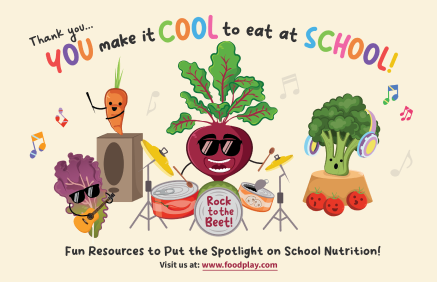 Thank you...
YOU make it COOL to eat at SCHOOL!
Rock
to the
Beet!
Fun Resources to Put the Spotlight on School Nutrition!
Visit us at: www.foodplay.com